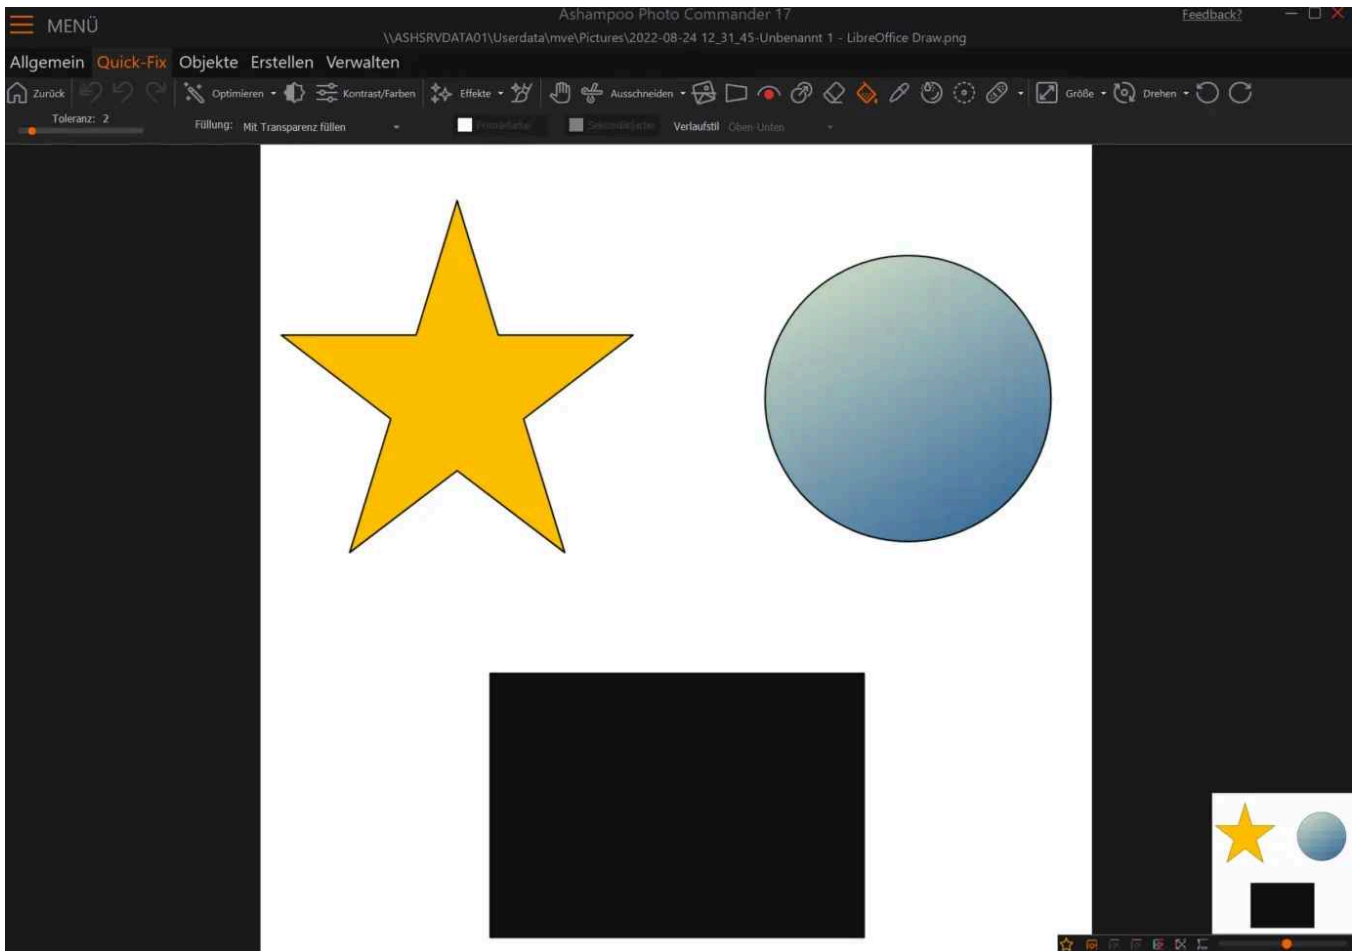 Ashampoo Photo Commander 17
Feedback?
MENÜ
\\ASHSRVDATA01\Userdata\mve\Pictures\2022-08-24 12_31_45-Unbenannt 1 - LibreOffice Draw.png
Allgemein Quick-Fix Objekte Erstellen Verwalten
Zurück Optimieren Kontrast/Farben Effekte Ausschneiden Größe Drehen
Toleranz: 2 Füllung: Mit Transparenz füllen Primärfarbe Sekundärfarbe Verlaufstil Oben-Unten